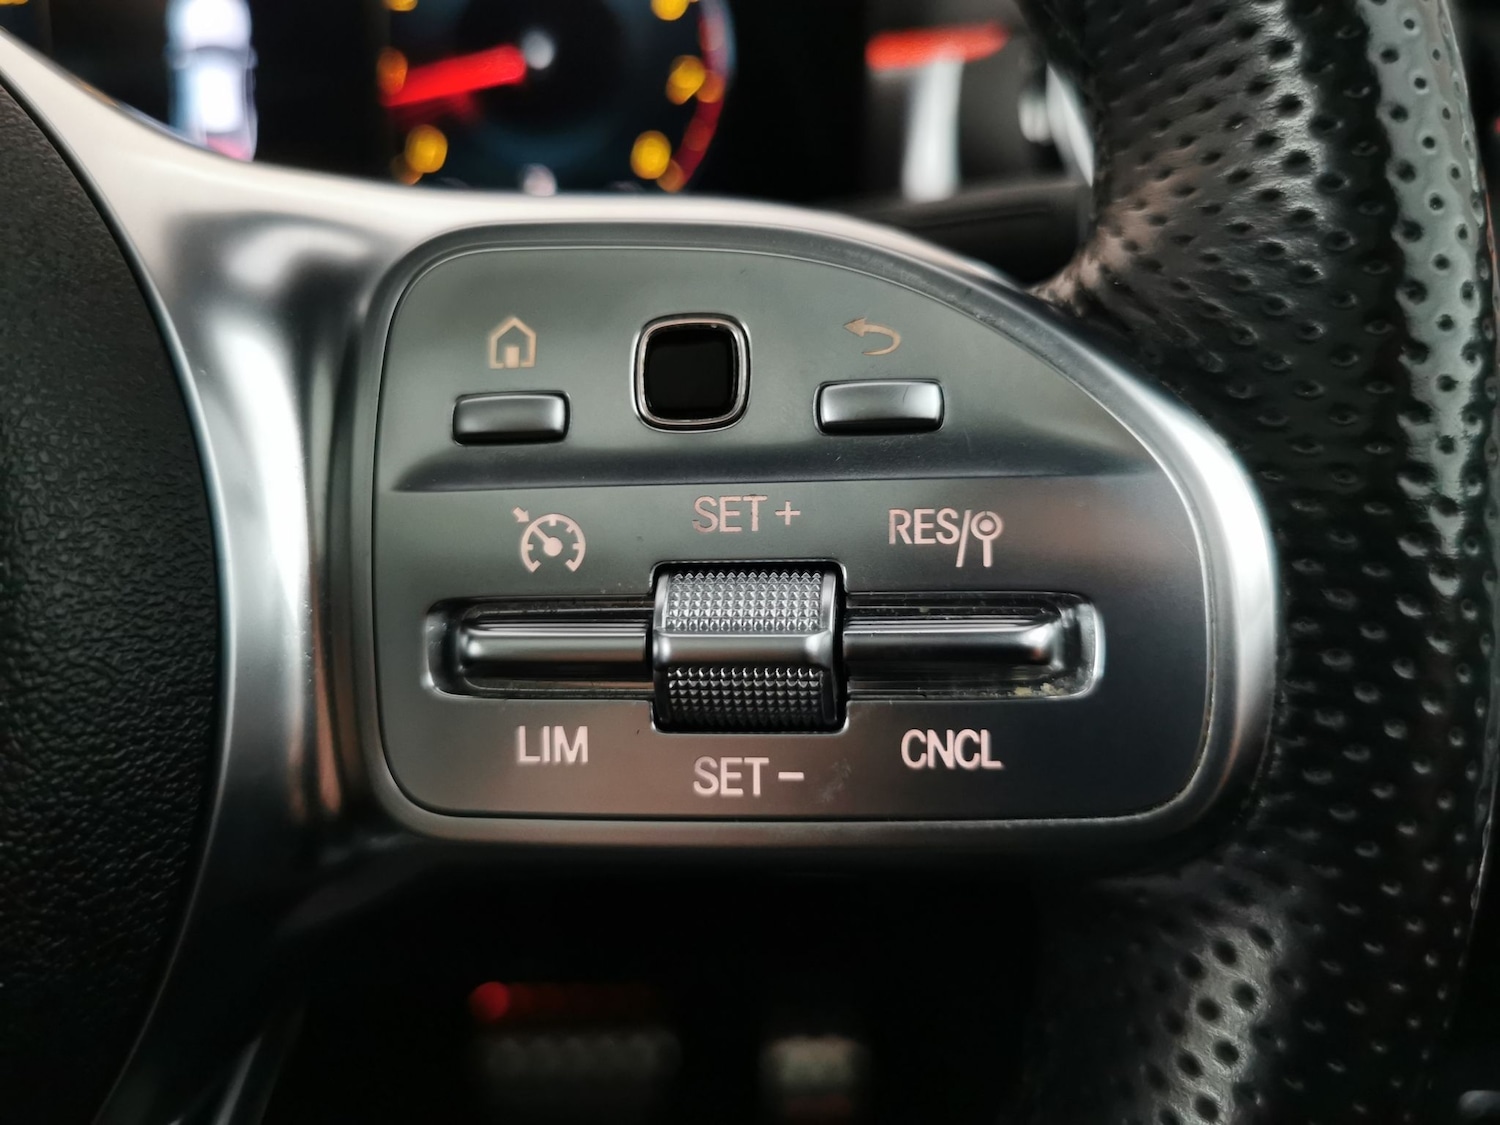 SET +
RES/
LIM
SET -
CNCL